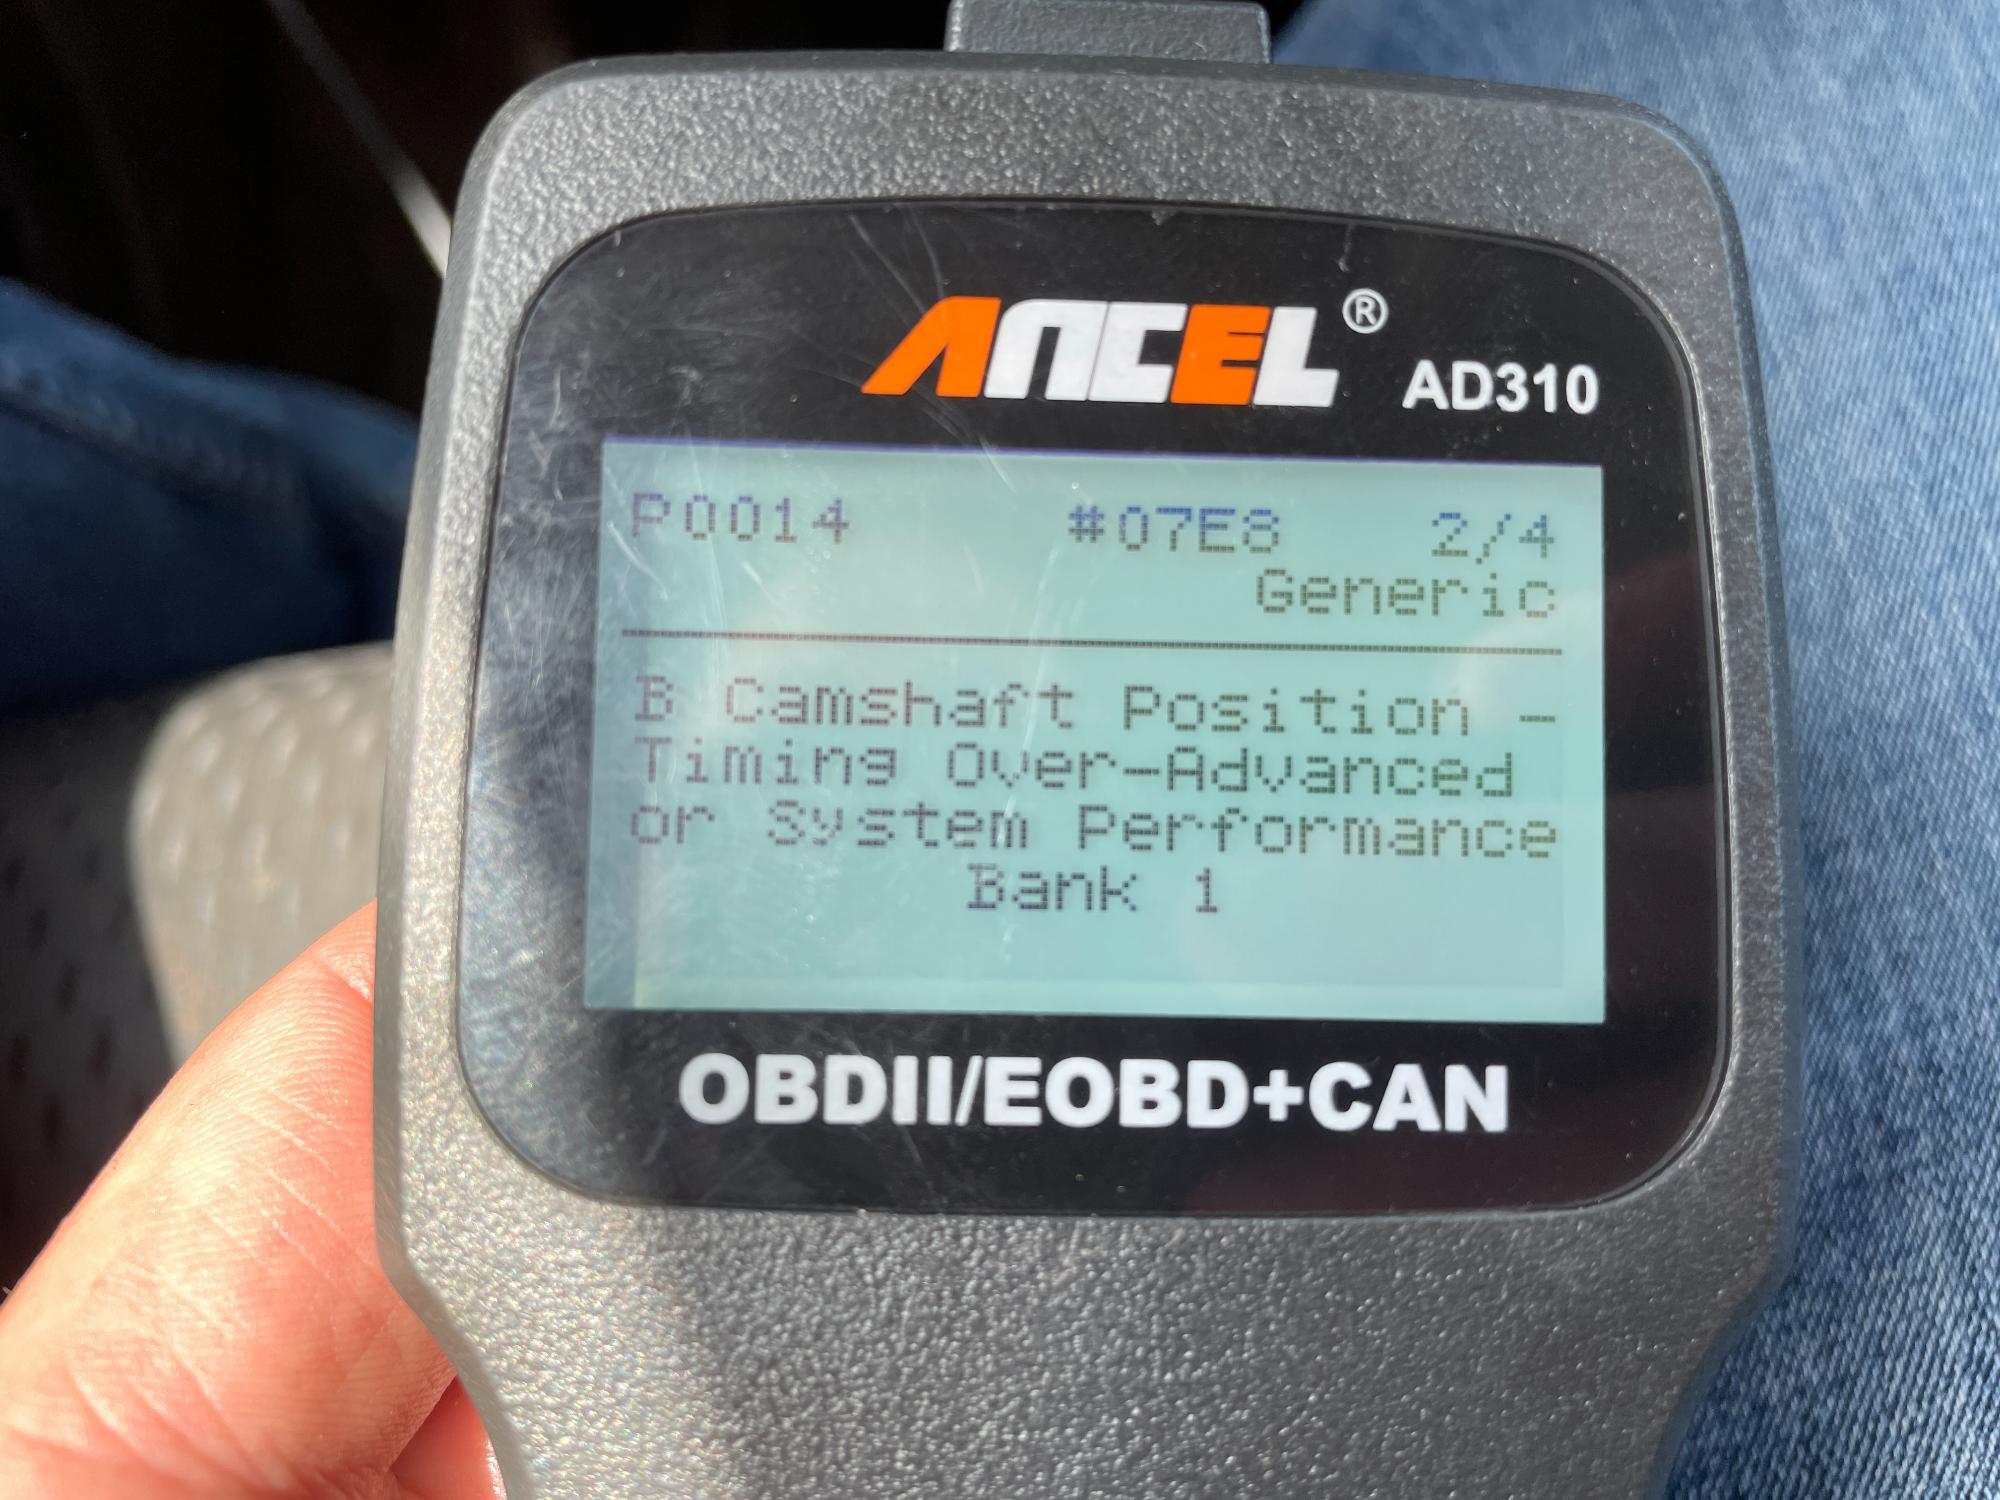 ANCEL®
AD310
P0014 #07E8 2/4
Generic
B Camshaft Position -
Timing Over-Advanced
or System Performance
Bank 1
OBDII/EOBD+CAN